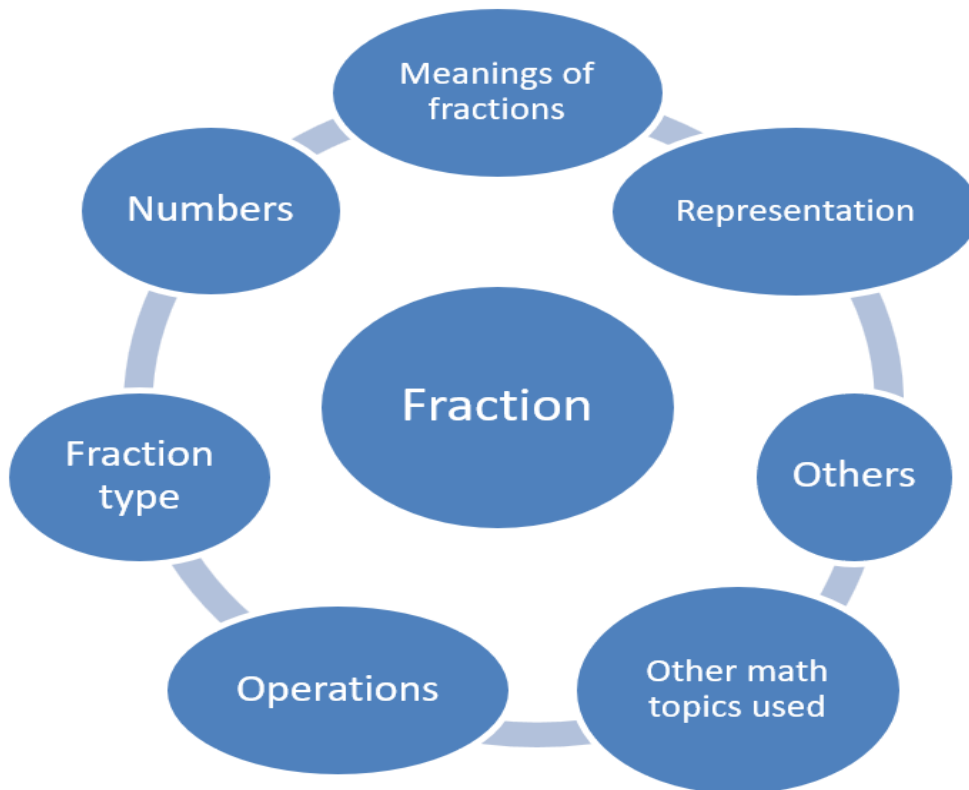 Meanings of
fractions
Numbers
Representation
Fraction
Fraction
type
Others
Operations
Other math
topics used